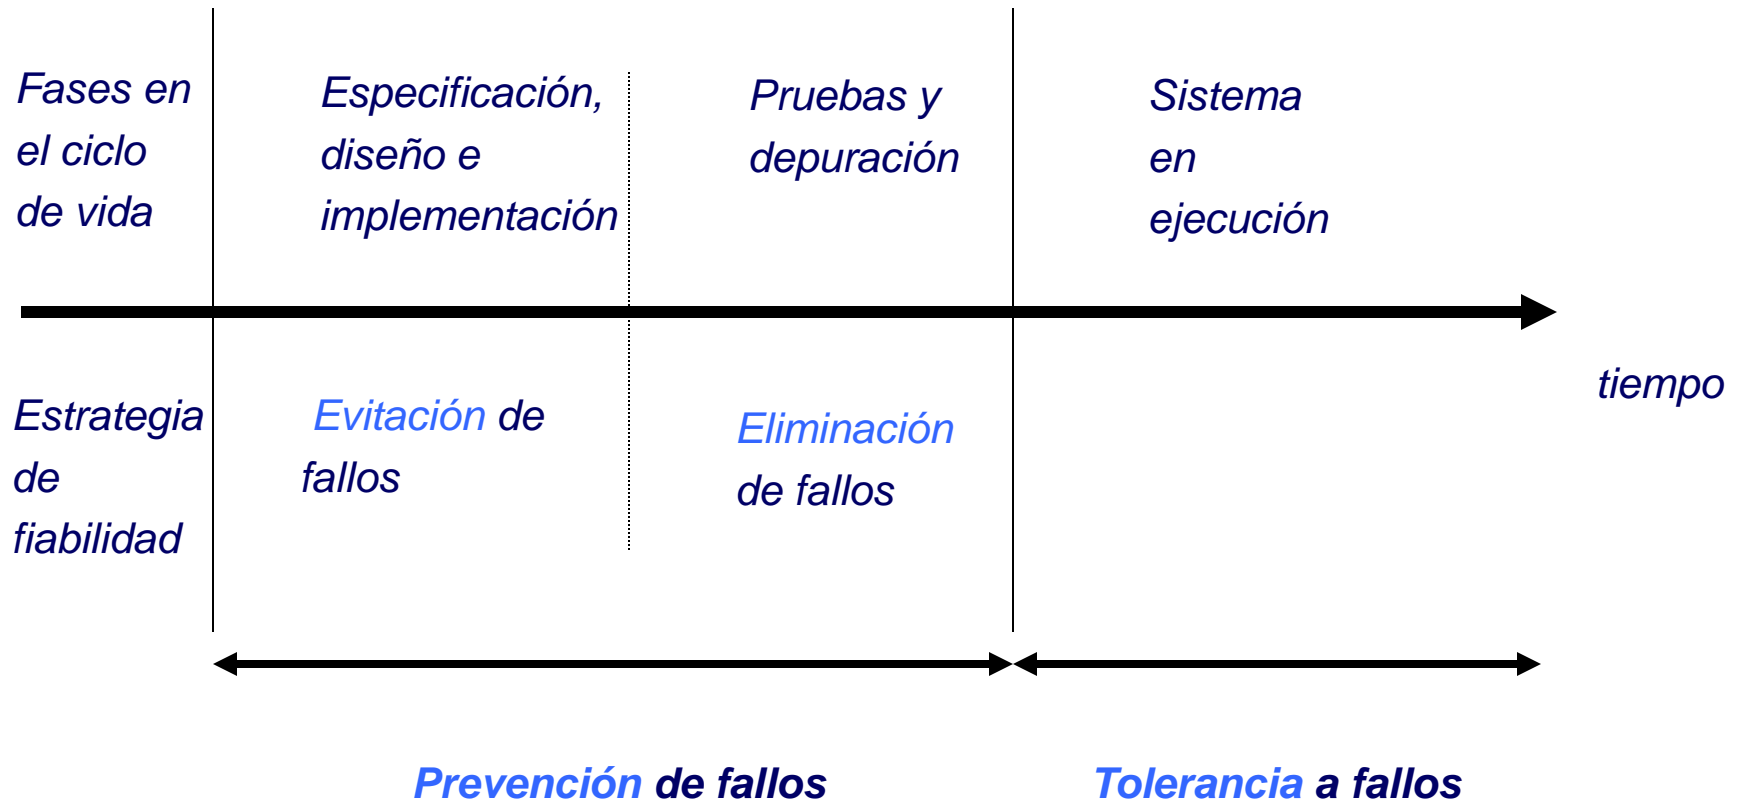 Fases en
el ciclo
de vida
Especificación,
diseño e
implementación
Pruebas y
depuración
Sistema
en
ejecución
tiempo
Estrategia
de
fiabilidad
Evitación de
fallos
Eliminación
de fallos
Prevención de fallos
Tolerancia a fallos